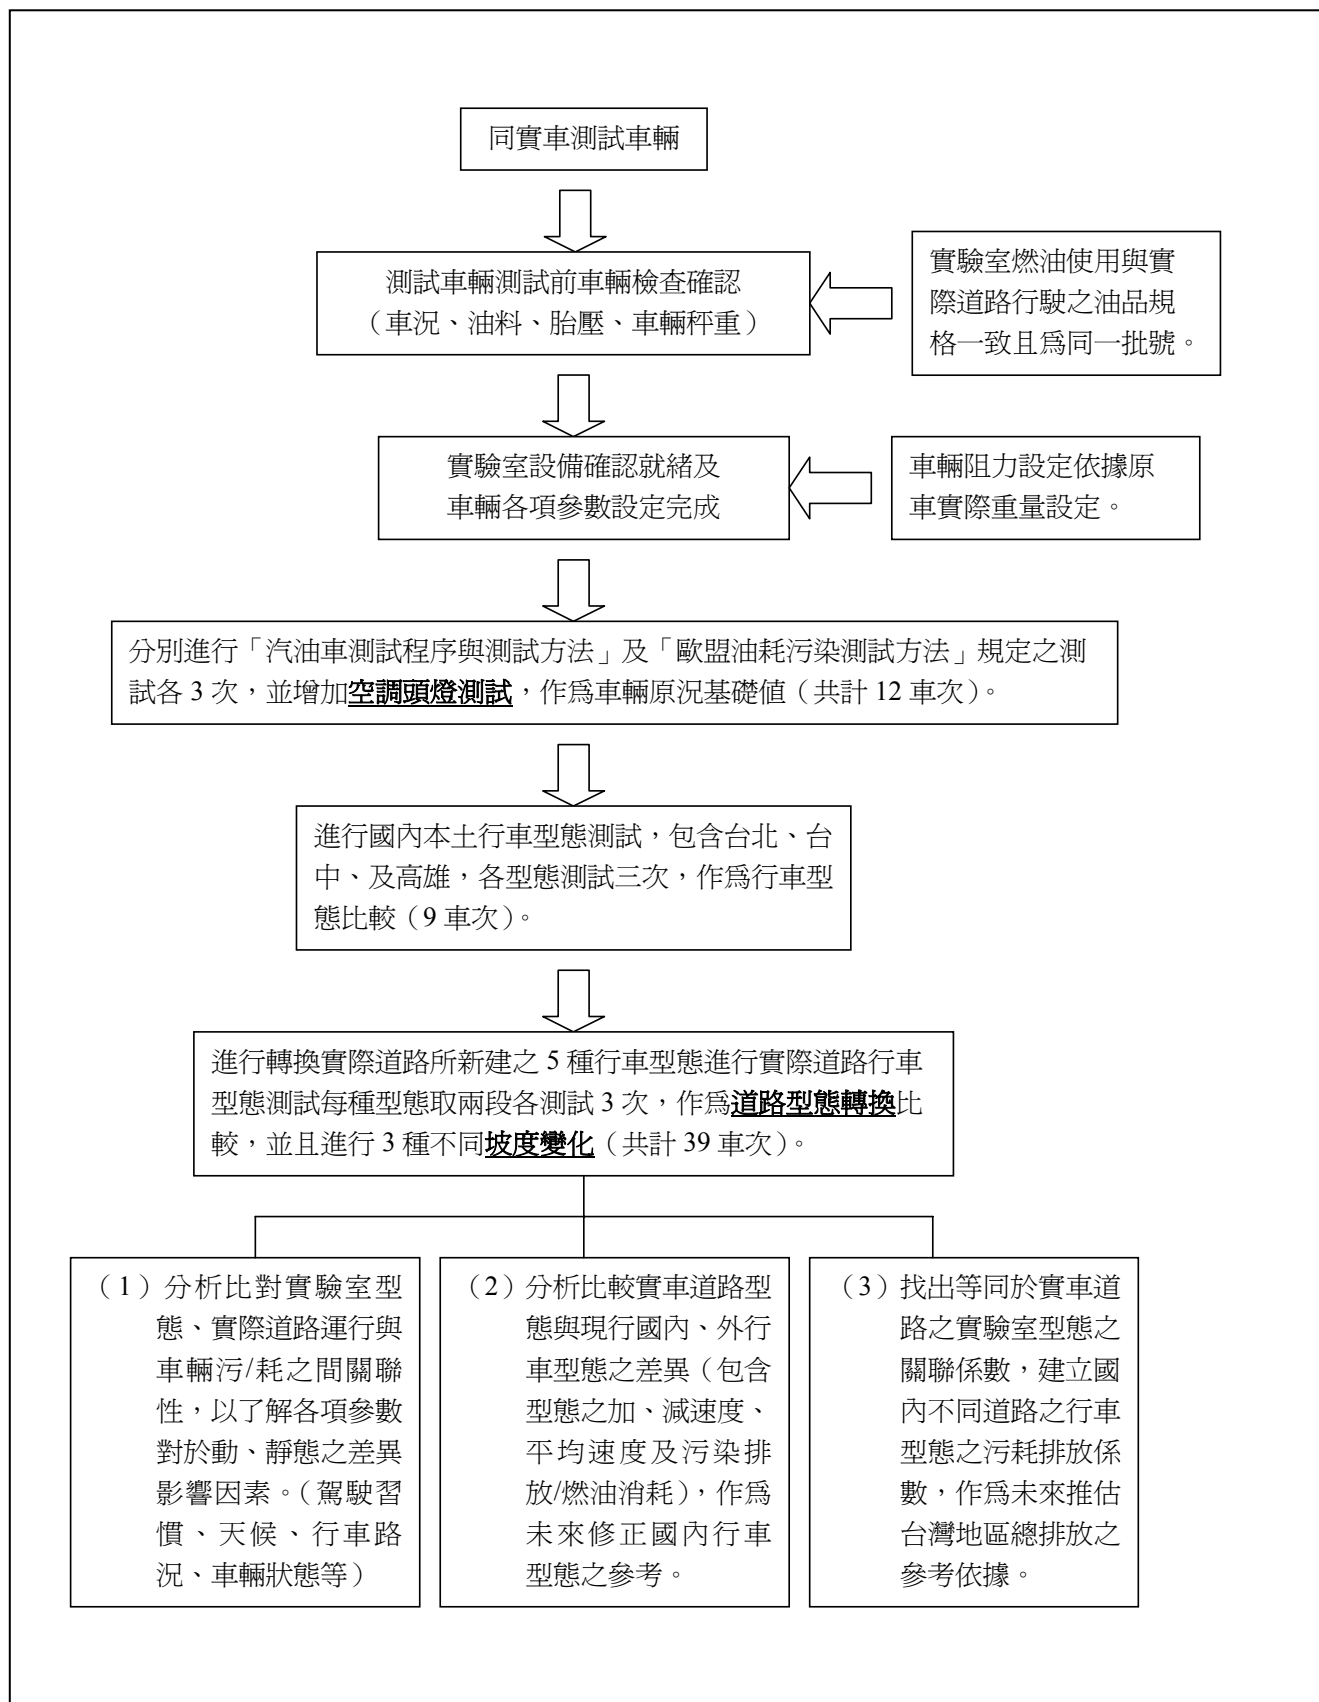 同實車測試車輛
測試車輛測試前車輛檢查確認
（車況、油料、胎壓、車輛秤重）
實驗室燃油使用與實
際道路行駛之油品規
格一致且為同一批號。
實驗室設備確認就緒及
車輛各項參數設定完成
車輛阻力設定依據原
車實際重量設定。
分別進行「汽油車測試程序與測試方法」及「歐盟油耗污染測試方法」規定之測
試各 3 次，並增加空調頭燈測試，作為車輛原況基礎值（共計 12 車次）。
進行國內本土行車型態測試，包含台北、台
中、及高雄，各型態測試三次，作為行車型
態比較（9 車次）。
進行轉換實際道路所新建之 5 種行車型態進行實際道路行車
型態測試每種型態取兩段各測試 3 次，作為道路型態轉換比
較，並且進行 3 種不同坡度變化（共計 39 車次）。
（1）分析比對實驗室型
態、實際道路運行與
車輛污/耗之間關聯
性，以了解各項參數
對於動、靜態之差異
影響因素。（駕駛習
慣、天候、行車路
況、車輛狀態等）
（2）分析比較實車道路型
態與現行國內、外行
車型態之差異（包含
型態之加、減速度、
平均速度及污染排
放/燃油消耗），作為
未來修正國內行車
型態之參考。
（3）找出等同於實車道
路之實驗室型態之
關聯係數，建立國
內不同道路之行車
型態之污耗排放係
數，作為未來推估
台灣地區總排放之
參考依據。